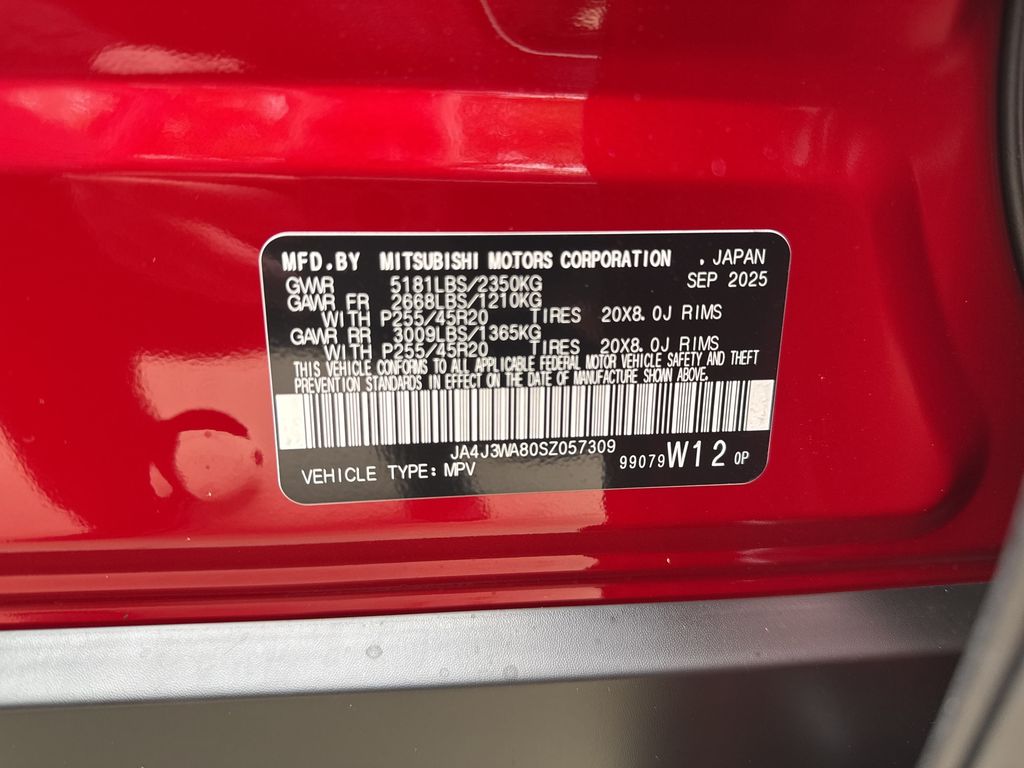 MFD.BY MITSUBISHI MOTORS CORPORATION , JAPAN
GVWR 5181LBS/2350KG SEP 2025
GAWR FR 2668LBS/1210KG
WITH P255/45R20 TIRES 20X8.0J RIMS
GAWR RR 3009LBS/1365KG
WITH P255/45R20 TIRES 20X8.0J RIMS
THIS VEHICLE CONFORMS TO ALL APPLICABLE FEDERAL MOTOR VEHICLE SAFETY AND THEFT
PREVENTION STANDARDS IN EFFECT ON THE DATE OF MANUFACTURE SHOWN ABOVE.
JA4J3WA80SZ057309
VEHICLE TYPE: MPV 99079 W12 OP